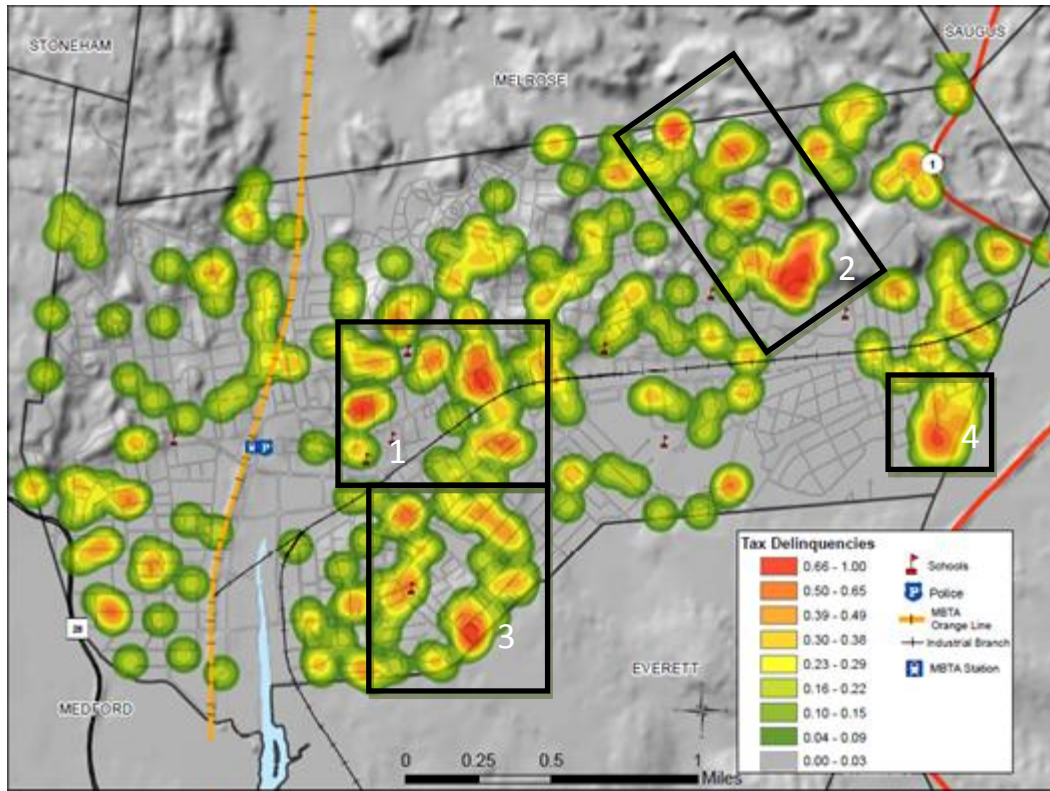 STONEHAM
SAUGUS
MELROSE
1
2
1
4
3
28
P
MEDFORD
EVERETT
Tax Delinquencies
0.66 - 1.00
0.50 - 0.65
0.39 - 0.49
0.30 - 0.38
0.23 - 0.29
0.16 - 0.22
0.10 - 0.15
0.04 - 0.09
0.00 - 0.03
Schools
P
Police
MBTA
Orange Line
Industrial Branch
MBTA Station
0 0.25 0.5 1
Miles